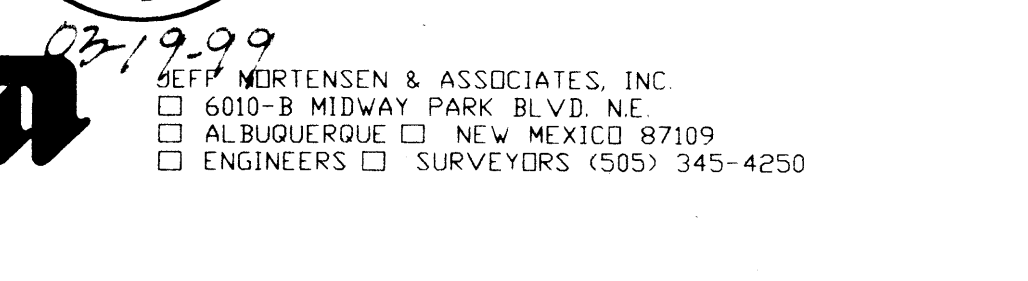 03-19-99
JEFF MORTENSEN & ASSOCIATES, INC.
□ 6010-B MIDWAY PARK BLVD. N.E.
□ ALBUQUERQUE □ NEW MEXICO 87109
□ ENGINEERS □ SURVEYORS (505) 345-4250